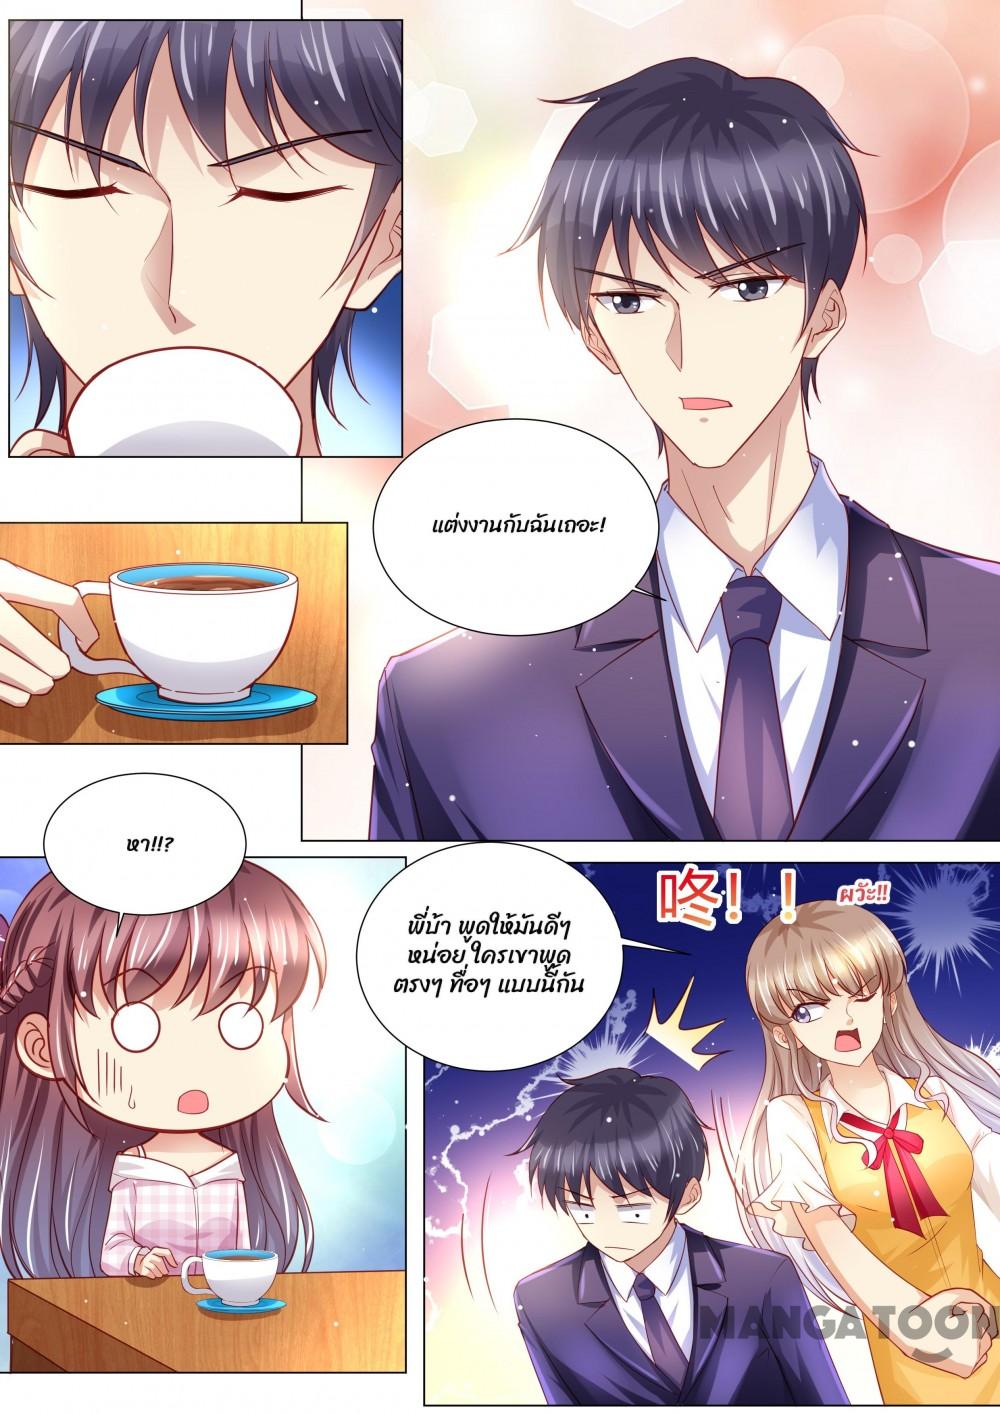 แต่งงานกับฉันเถอะ!
หา!!?
พี่บ้า พูดให้มันดีๆ
หน่อย ใครเขาพูด
ตรงๆ ทื่อๆ แบบนี้กัน
咚！！
ผวัะ!!
MANGATOON